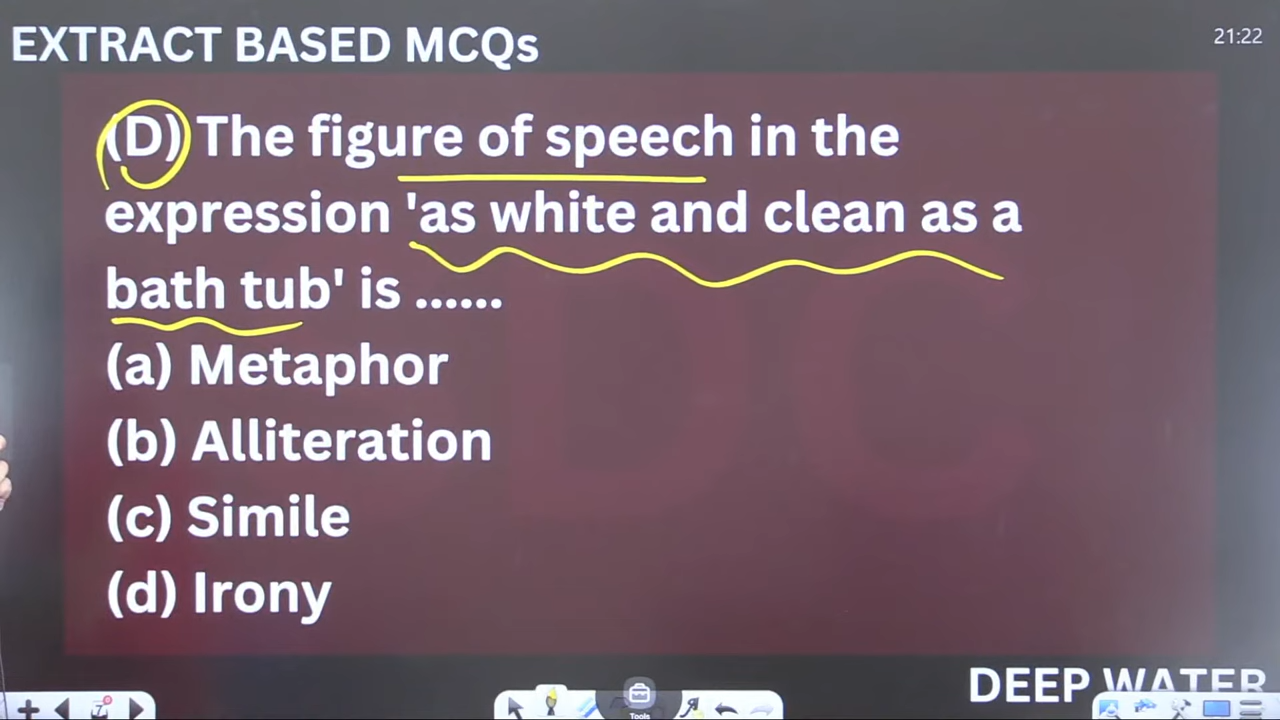 EXTRACT BASED MCQs
21:22
(D) The figure of speech in the
expression 'as white and clean as a
bath tub' is ......
(a) Metaphor
(b) Alliteration
(c) Simile
(d) Irony
DEEP WATER
Tools